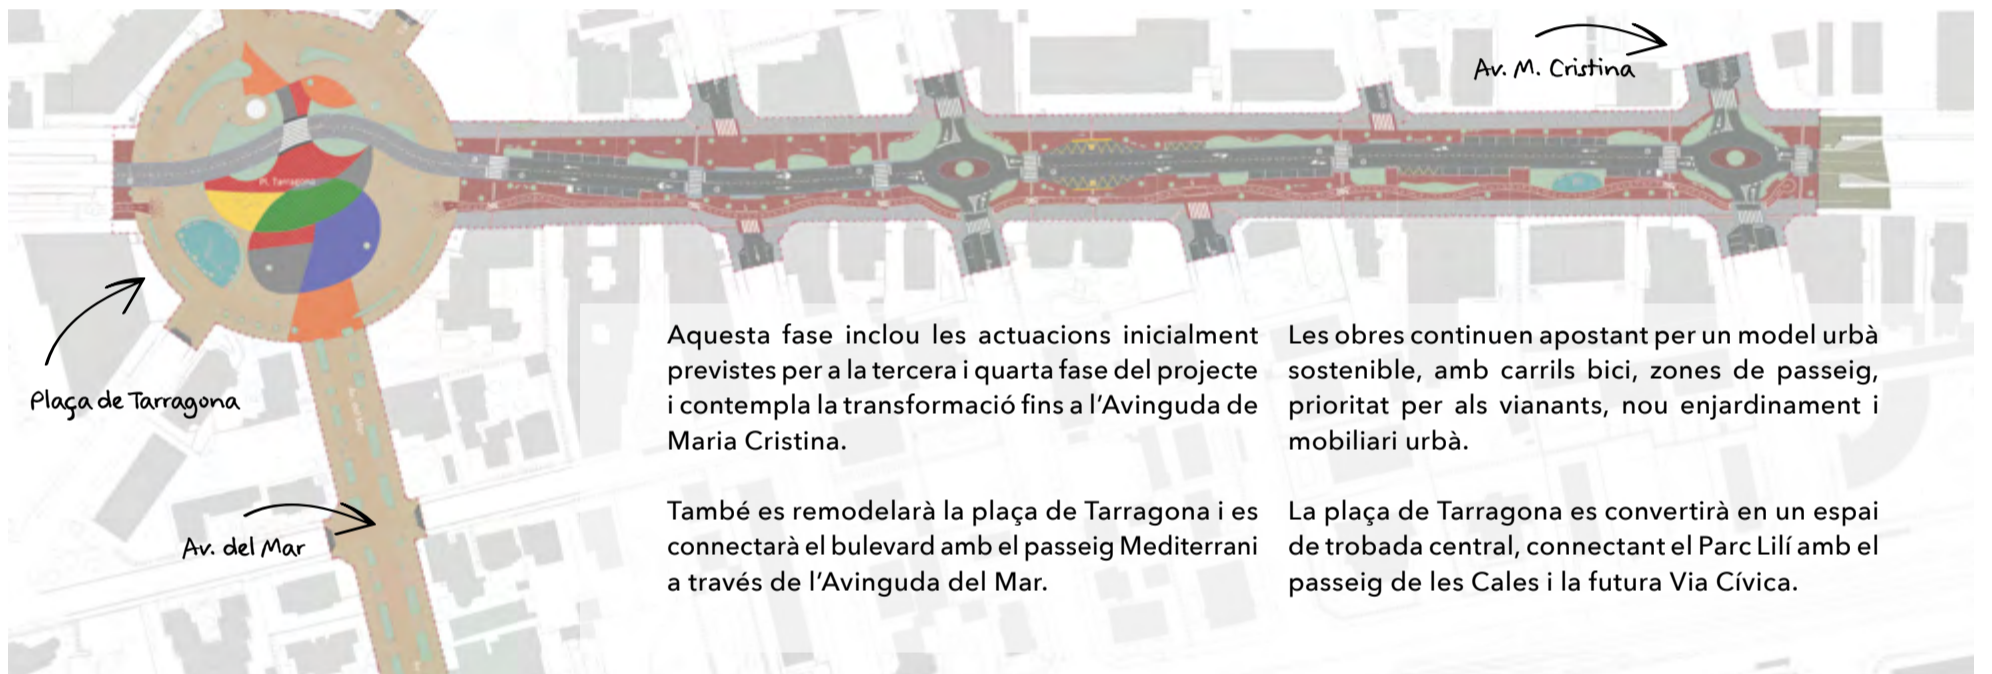 Av. M. Cristina
Pl. Tarragona
Plaça de Tarragona
Av. del Mar
Av. del Mar
Aquesta fase inclou les actuacions inicialment
previstes per a la tercera i quarta fase del projecte
i contempla la transformació fins a l'Avinguda de
Maria Cristina.
També es remodelarà la plaça de Tarragona i es
connectarà el bulevard amb el passeig Mediterrani
a través de l'Avinguda del Mar.
Les obres continuen apostant per un model urbà
sostenible, amb carrils bici, zones de passeig,
prioritat per als vianants, nou enjardinament i
mobiliari urbà.
La plaça de Tarragona es convertirà en un espai
de trobada central, connectant el Parc Lilí amb el
passeig de les Cales i la futura Via Cívica.